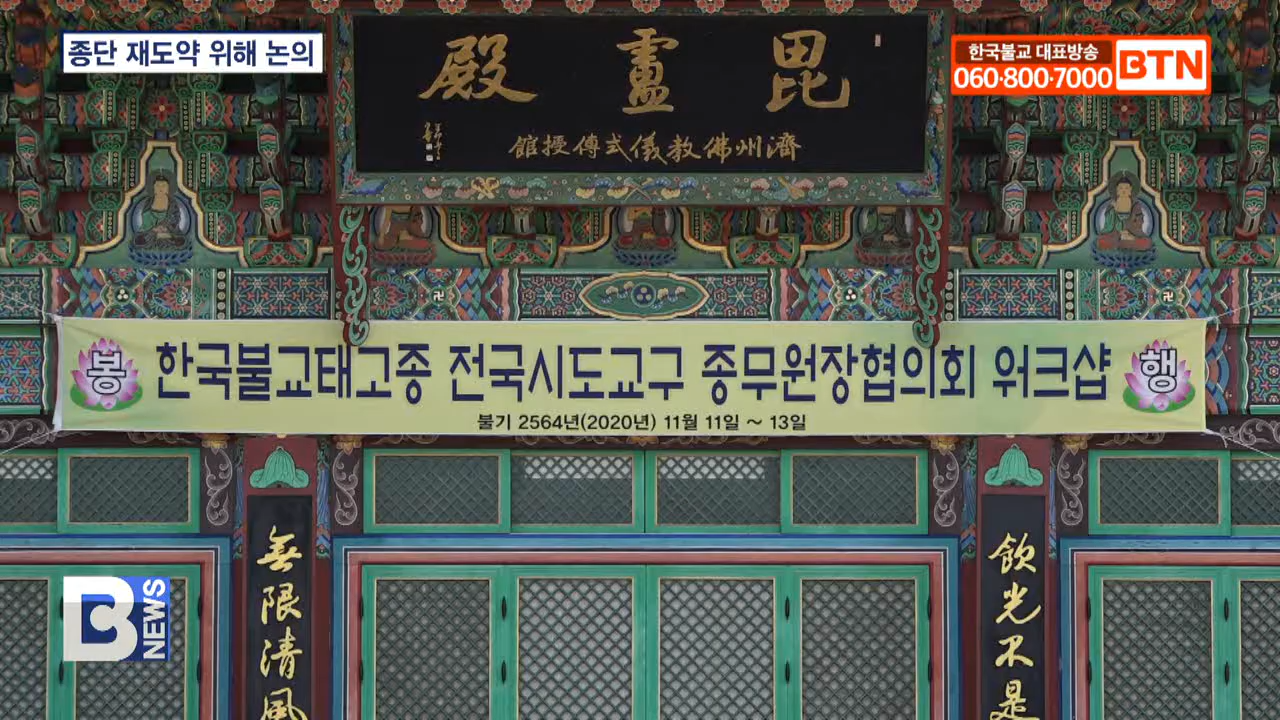 종단 재도약 위해 논의
한국불교 대표방송
060·800·7000
BTN
殿盧毘
館授傳式儀教佛州濟
봉 한국불교태고종 전국시도교구 종무원장협의회 워크샵 행
불기 2564년(2020년) 11월 11일 ~ 13일
無限清風
飮光不是
B NEWS